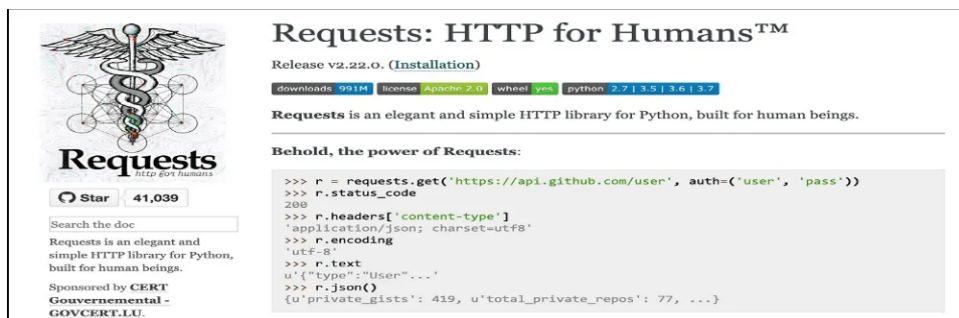 Requests
http for humans
Star 41,039
Search the doc
Requests is an elegant and
simple HTTP library for Python,
built for human beings.
Sponsored by CERT
Gouvernemental -
GOVCERT.LU.
Requests: HTTP for Humans™
Release v2.22.0. (Installation)
downloads 991M license Apache 2.0 wheel yes python 2.7 | 3.5 | 3.6 | 3.7
Requests is an elegant and simple HTTP library for Python, built for human beings.
Behold, the power of Requests:
>>> r = requests.get('https://api.github.com/user', auth=('user', 'pass'))
>>> r.status_code
200
>>> r.headers['content-type']
'application/json; charset=utf8'
>>> r.encoding
'utf-8'
>>> r.text
u'{"type":"User"...'
>>> r.json()
{u'private_gists': 419, u'total_private_repos': 77, ...}